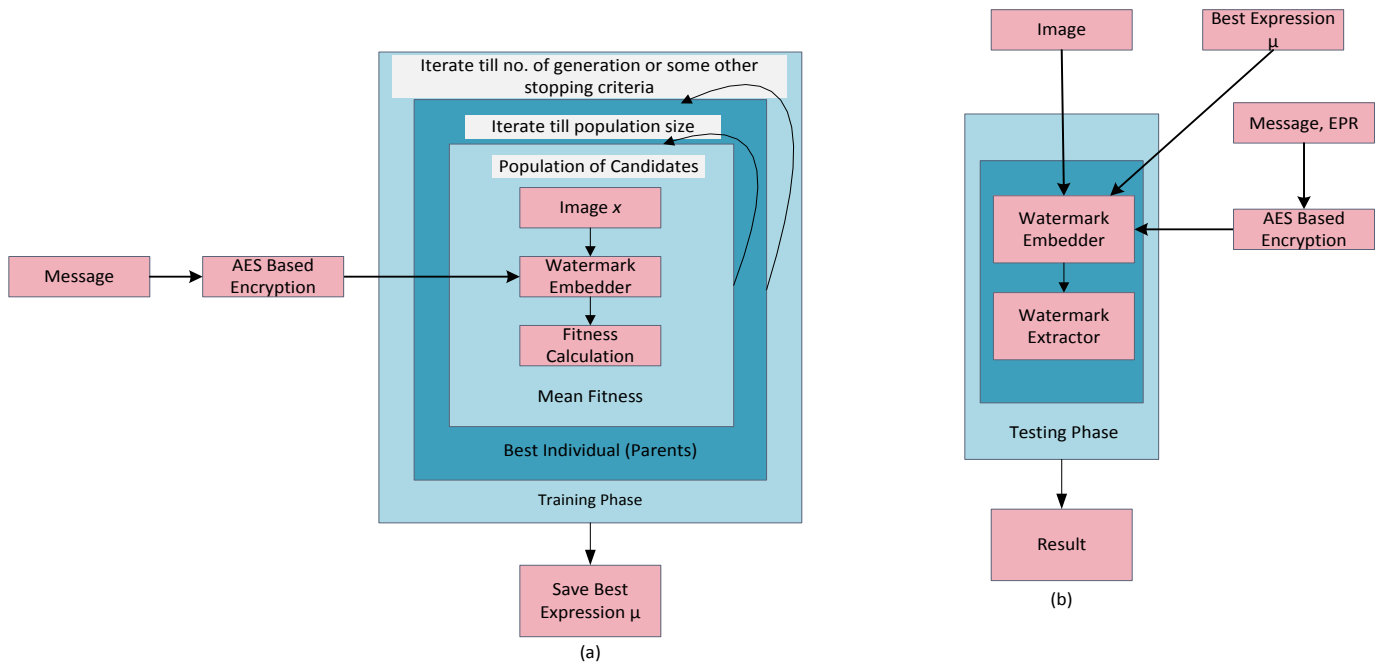 Iterate till no. of generation or some other
stopping criteria
Iterate till population size
Population of Candidates
Image x
Message
AES Based
Encryption
Watermark
Embedder
Fitness
Calculation
Mean Fitness
Best Individual (Parents)
Training Phase
Save Best
Expression μ
(a)
Image
Best Expression
μ
Message, EPR
AES Based
Encryption
Watermark
Embedder
Watermark
Extractor
Testing Phase
Result
(b)